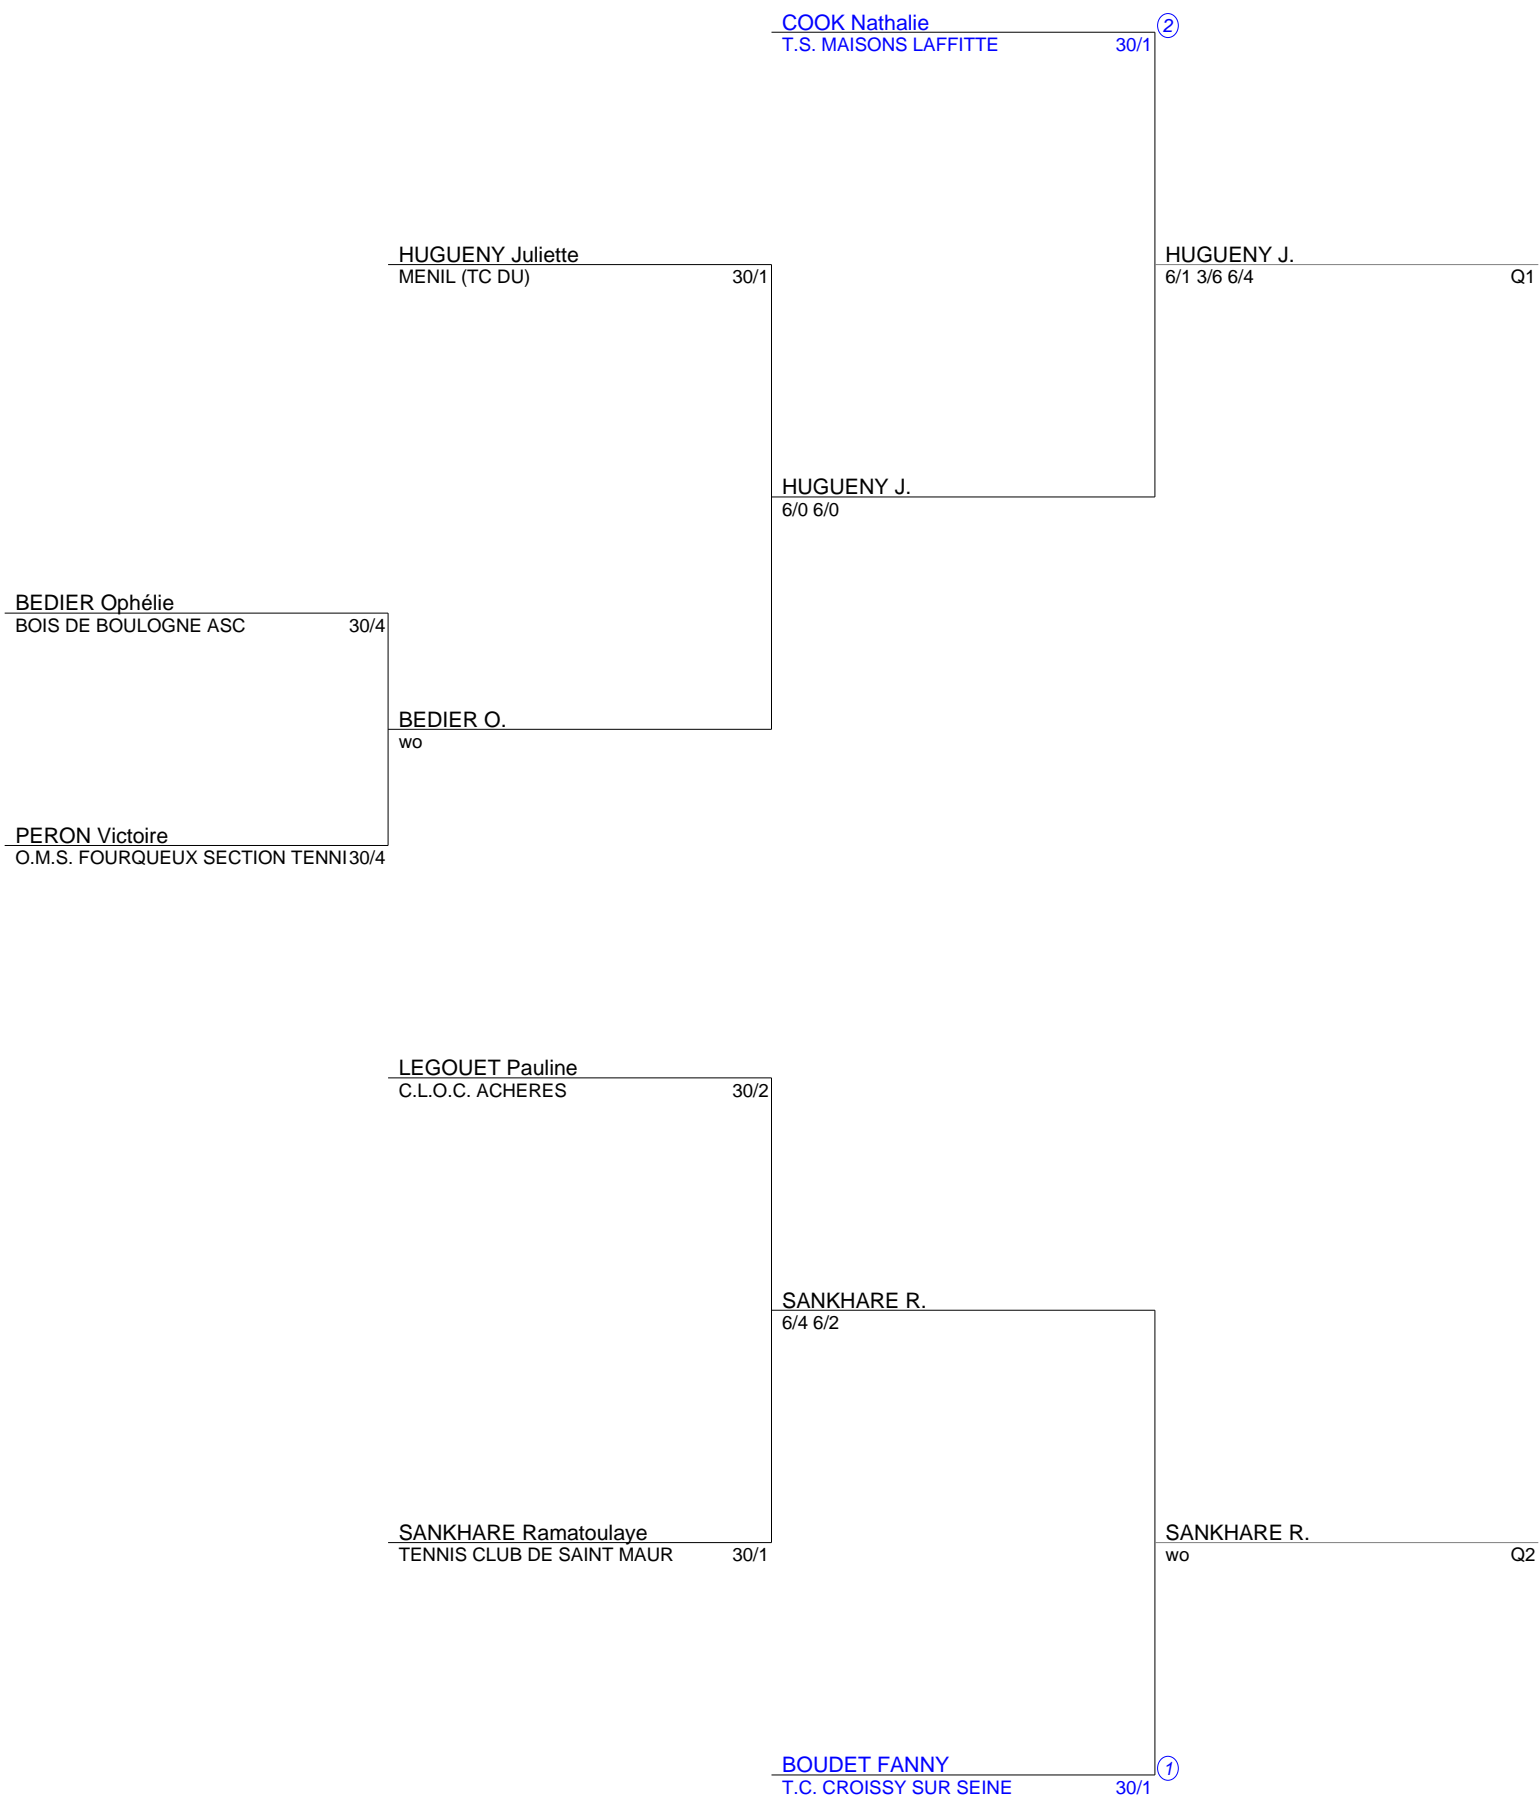 COOK Nathalie 2
T.S. MAISONS LAFFITTE 30/1
HUGUENY Juliette
MENIL (TC DU) 30/1
HUGUENY J.
6/1 3/6 6/4 Q1
HUGUENY J.
6/0 6/0
BEDIER Ophélie
BOIS DE BOULOGNE ASC 30/4
BEDIER O.
wo
PERON Victoire
O.M.S. FOURQUEUX SECTION TENNI 30/4
LEGOUET Pauline
C.L.O.C. ACHERES 30/2
SANKHARE R.
6/4 6/2
SANKHARE Ramatoulaye
TENNIS CLUB DE SAINT MAUR 30/1
SANKHARE R.
wo Q2
BOUDET FANNY 1
T.C. CROISSY SUR SEINE 30/1